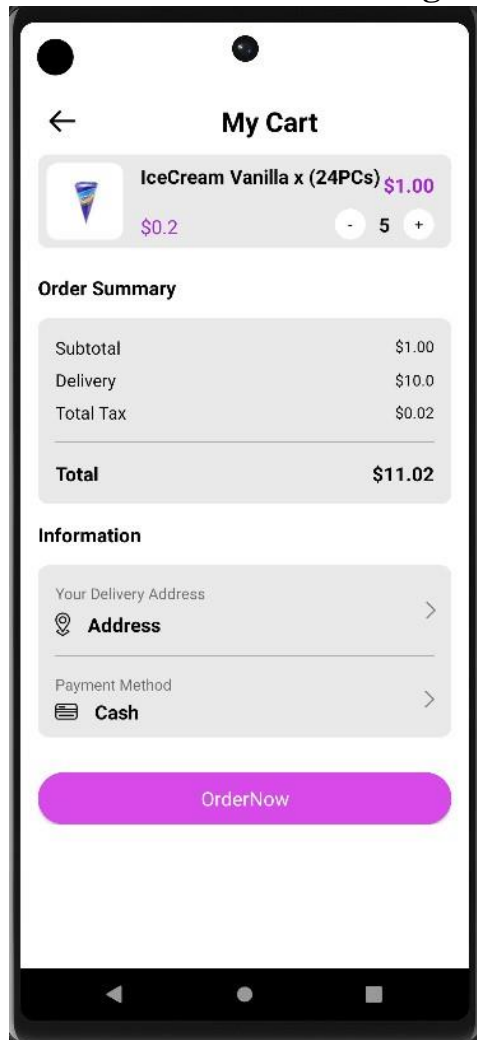 My Cart
IceCream Vanilla x (24PCs) $1.00
$0.2 - 5 +
Order Summary
Subtotal $1.00
Delivery $10.0
Total Tax $0.02
Total $11.02
Information
Your Delivery Address
Address
Payment Method
Cash
OrderNow